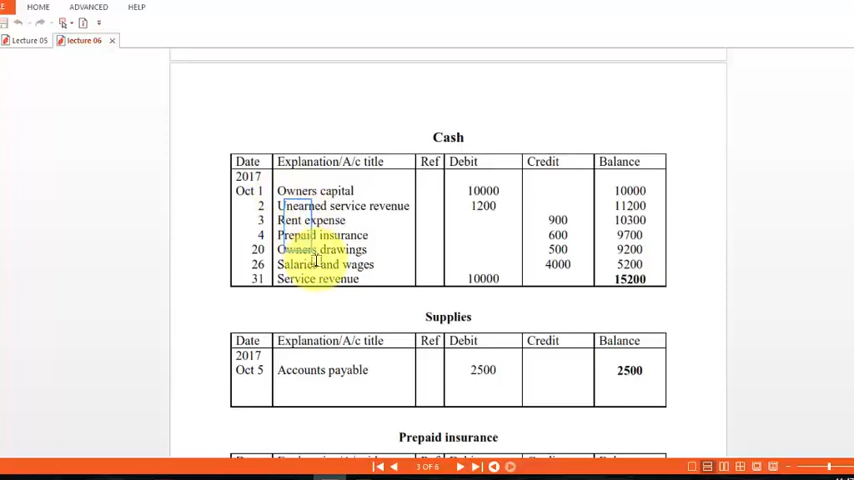 HOME ADVANCED HELP
Lecture 05 lecture 06
Cash
Date Explanation/A/c title Ref Debit Credit Balance
2017
Oct 1 Owners capital 10000 10000
2 Unearned service revenue 1200 11200
3 Rent expense 900 10300
4 Prepaid insurance 600 9700
20 Owners drawings 500 9200
26 Salaries and wages 4000 5200
31 Service revenue 10000 15200
Supplies
Date Explanation/A/c title Ref Debit Credit Balance
2017
Oct 5 Accounts payable 2500 2500
Prepaid insurance
3 OF 6